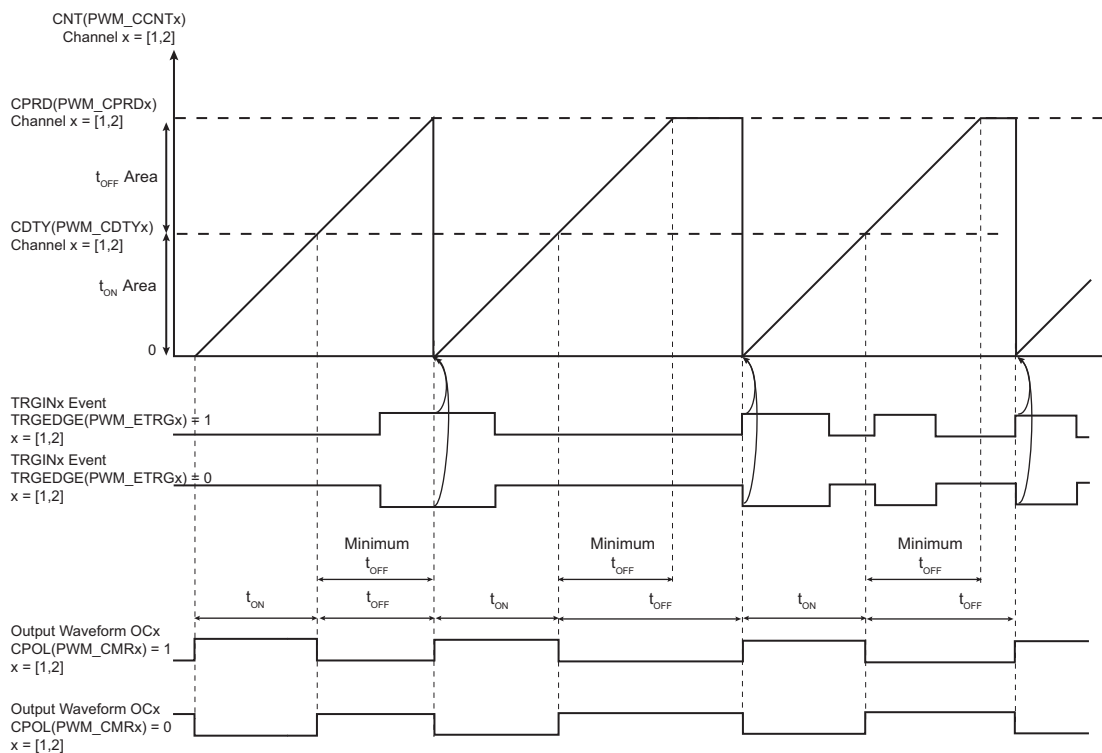 CNT(PWM_CCNTx)
Channel x = [1,2]
CPRD(PWM_CPRDx)
Channel x = [1,2]
tOFF Area
CDTY(PWM_CDTYx)
Channel x = [1,2]
tON Area
0
TRGINx Event
TRGEDGE(PWM_ETRGx) = 1
x = [1,2]
TRGINx Event
TRGEDGE(PWM_ETRGx) = 0
x = [1,2]
Minimum
tOFF
Minimum
tOFF
Minimum
tOFF
tON
tOFF
tON
tOFF
tON
tOFF
Output Waveform OCx
CPOL(PWM_CMRx) = 1
x = [1,2]
Output Waveform OCx
CPOL(PWM_CMRx) = 0
x = [1,2]